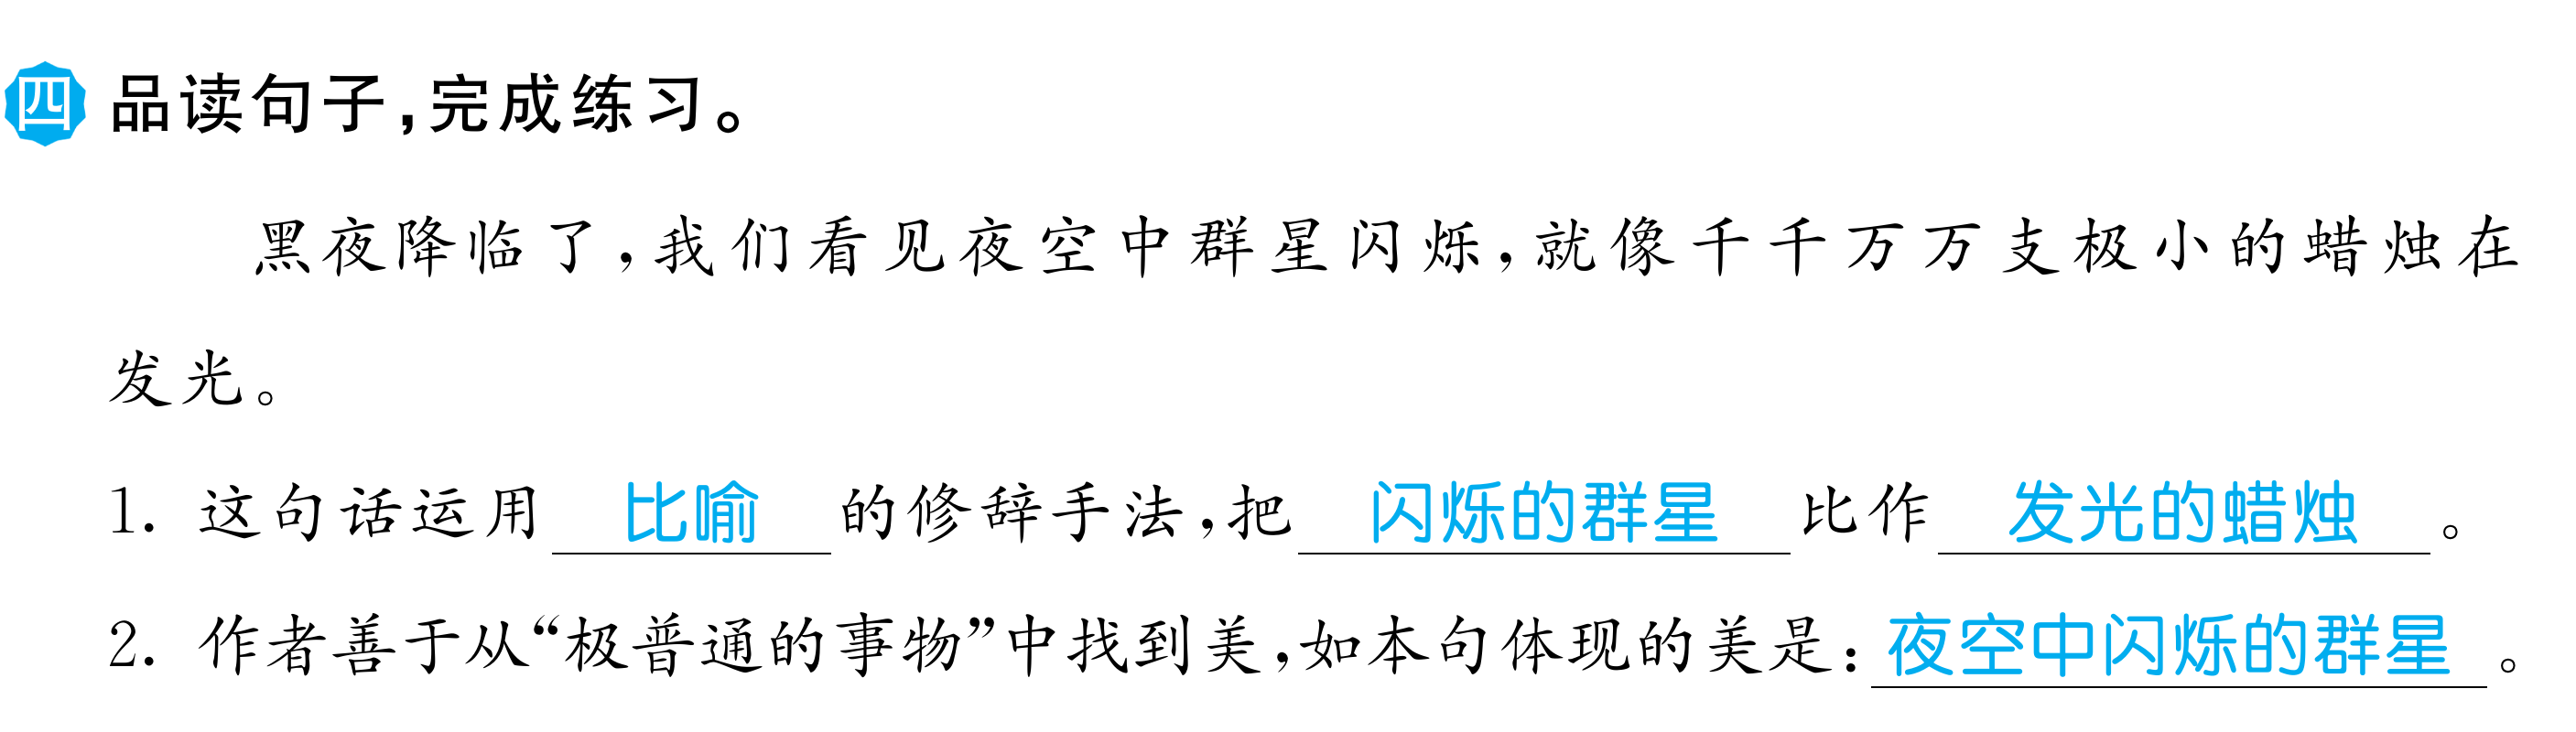 四 品读句子,完成练习。
黑夜降临了,我们看见夜空中群星闪烁,就像千千万万支极小的蜡烛在
发光。
1. 这句话运用 比喻 的修辞手法,把 闪烁的群星 比作 发光的蜡烛 。
2. 作者善于从“极普通的事物”中找到美,如本句体现的美是:夜空中闪烁的群星 。